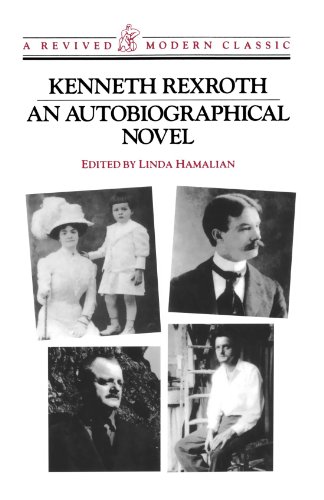 A REVIVED MODERN CLASSIC
KENNETH REXROTH
AN AUTOBIOGRAPHICAL
NOVEL
EDITED BY LINDA HAMALIAN